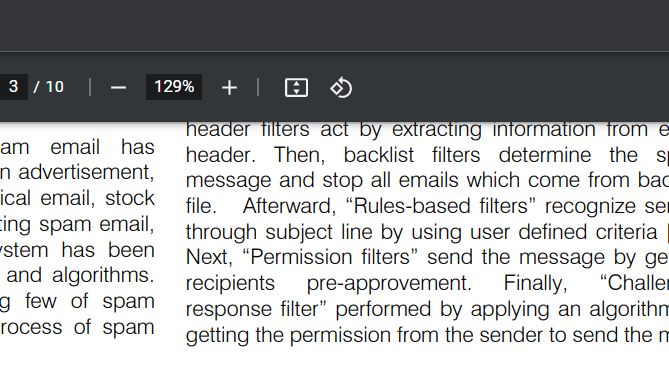 3 / 10 129%
am email has
n advertisement,
ical email, stock
ting spam email,
ystem has been
and algorithms.
g few of spam
rocess of spam
header filters act by extracting information from e
header. Then, backlist filters determine the sp
message and stop all emails which come from bac
file. Afterward, “Rules-based filters” recognize sen
through subject line by using user defined criteria [
Next, “Permission filters” send the message by ge
recipients pre-approvement. Finally, “Challen
response filter” performed by applying an algorithm
getting the permission from the sender to send the m